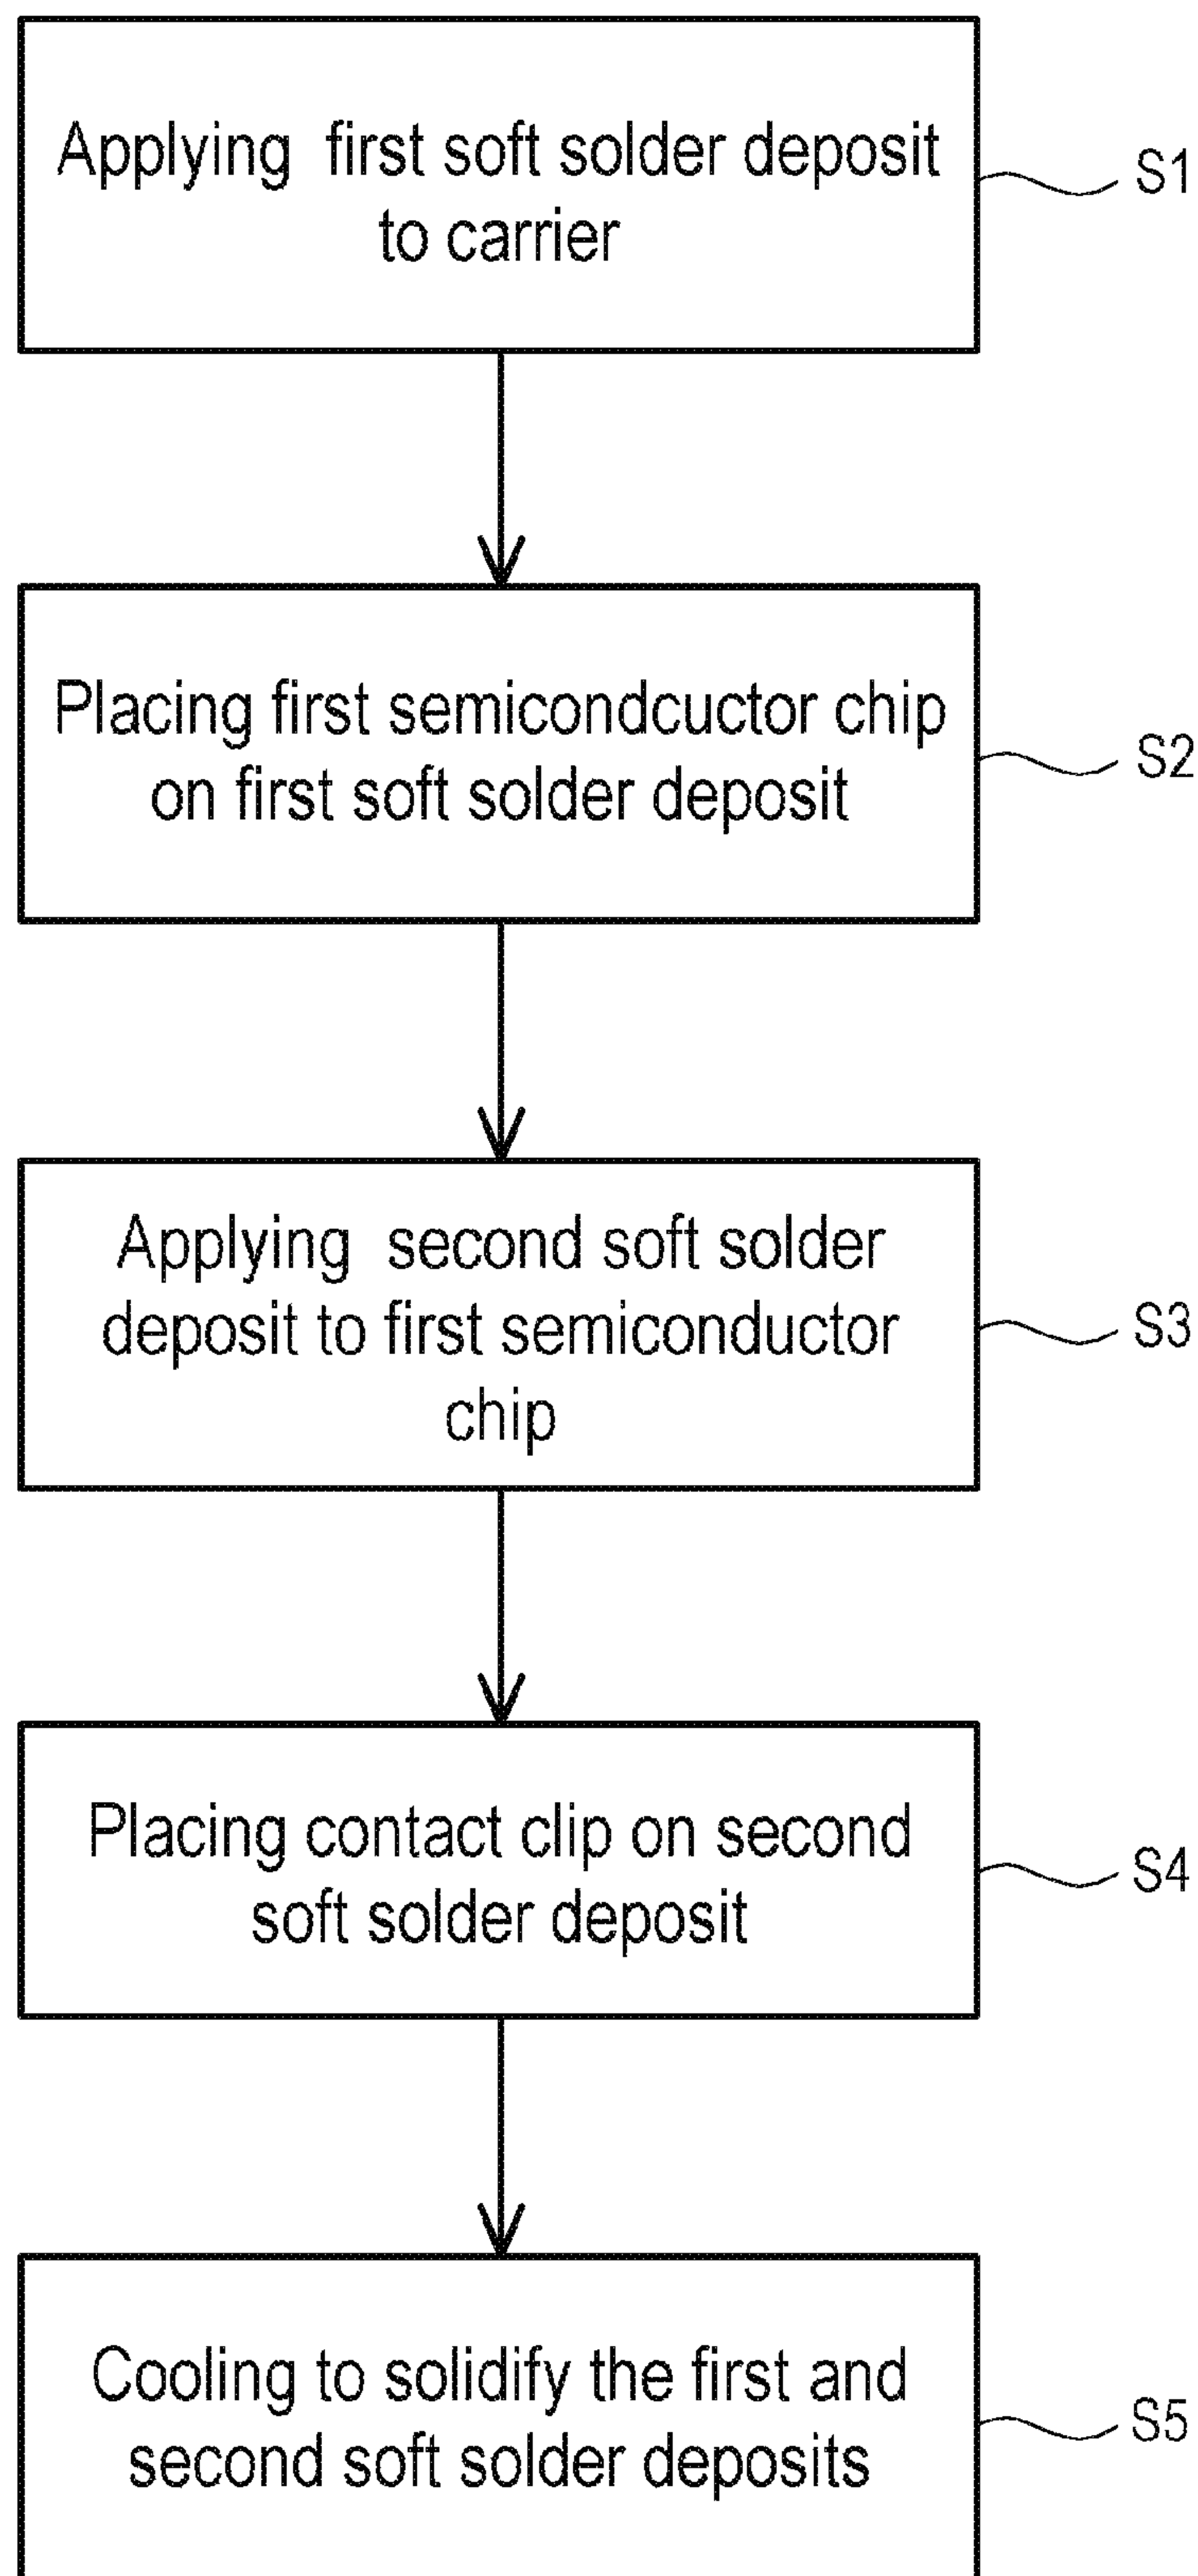 Applying first soft solder deposit
to carrier
S1
Placing first semicondcuctor chip
on first soft solder deposit
S2
Applying second soft solder
deposit to first semiconductor
chip
S3
Placing contact clip on second
soft solder deposit
S4
Cooling to solidify the first and
second soft solder deposits
S5